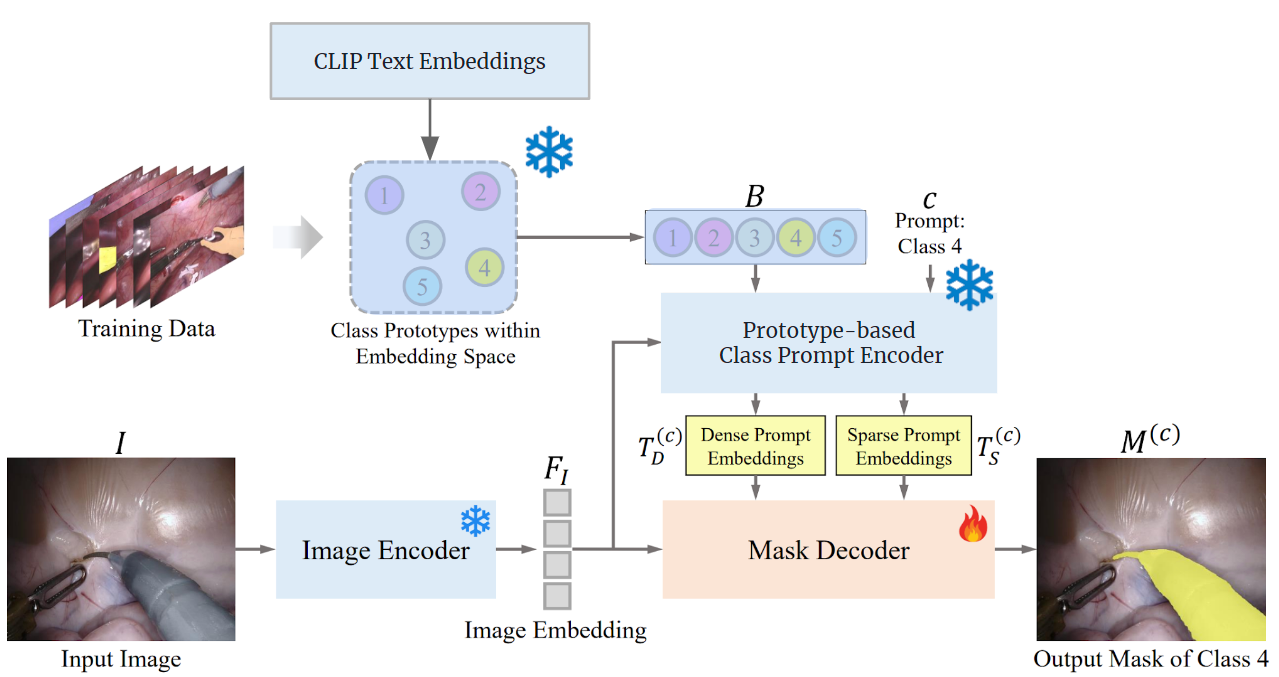 CLIP Text Embeddings
1
2
3
4
5
Training Data
Class Prototypes within
Embedding Space
B
1 2 3 4 5
c
Prompt:
Class 4
Prototype-based
Class Prompt Encoder
T_D^(c)
Dense Prompt
Embeddings
Sparse Prompt
Embeddings
T_S^(c)
I
Input Image
Image Encoder
F_I
Image Embedding
Mask Decoder
M^(c)
Output Mask of Class 4